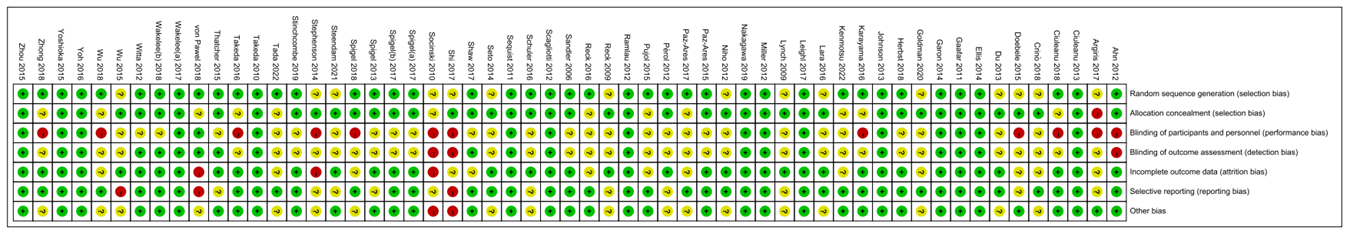 Zhou 2015
Zhong 2018
Yoshioka 2015
Yoh 2016
Wu 2018
Wu 2015
Witta 2012
Wakelee(b) 2017
Wakelee(a) 2017
von Pawel 2018
Thatcher 2015
Takeda 2016
Takeda 2010
Tada 2022
Stinchcombe 2019
Stephenson 2014
Steendam 2021
Spigel 2018
Spigel 2013
Spigel(b) 2017
Spigel(a) 2017
Socinski 2010
Shi 2017
Shaw 2017
Seto 2014
Sequist 2011
Schuler 2016
Scagliotti 2012
Sandler 2006
Reck 2016
Reck 2009
Ramlau 2012
Pujol 2015
Pérol 2012
Paz-Ares 2017
Paz-Ares 2015
Niho 2012
Nakagawa 2019
Miller 2012
Lynch 2009
Leighl 2017
Lara 2016
Kenmotsu 2022
Karayama 2016
Johnson 2013
Herbst 2018
Goldman 2020
Garon 2014
Gaafar 2011
Ellis 2014
Du 2013
Doebele 2015
Crinò 2018
Ciuleanu 2018
Ciuleanu 2013
Argiris 2017
Ahn 2012
Random sequence generation (selection bias)
Allocation concealment (selection bias)
Blinding of participants and personnel (performance bias)
Blinding of outcome assessment (detection bias)
Incomplete outcome data (attrition bias)
Selective reporting (reporting bias)
Other bias